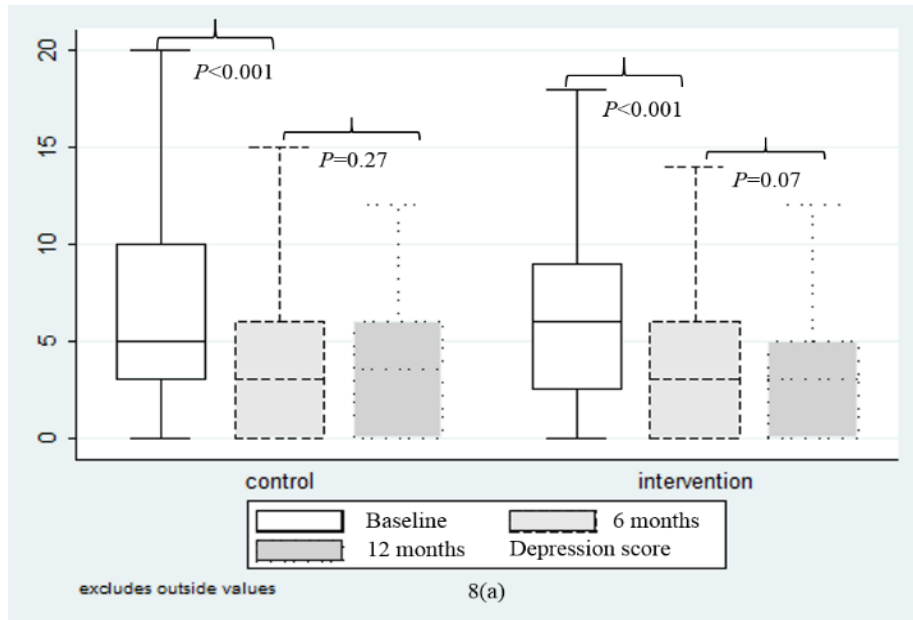 20
P<0.001
P<0.001
15
P=0.27
P=0.07
10
5
0
control intervention
Baseline 6 months
12 months Depression score
excludes outside values 8(a)